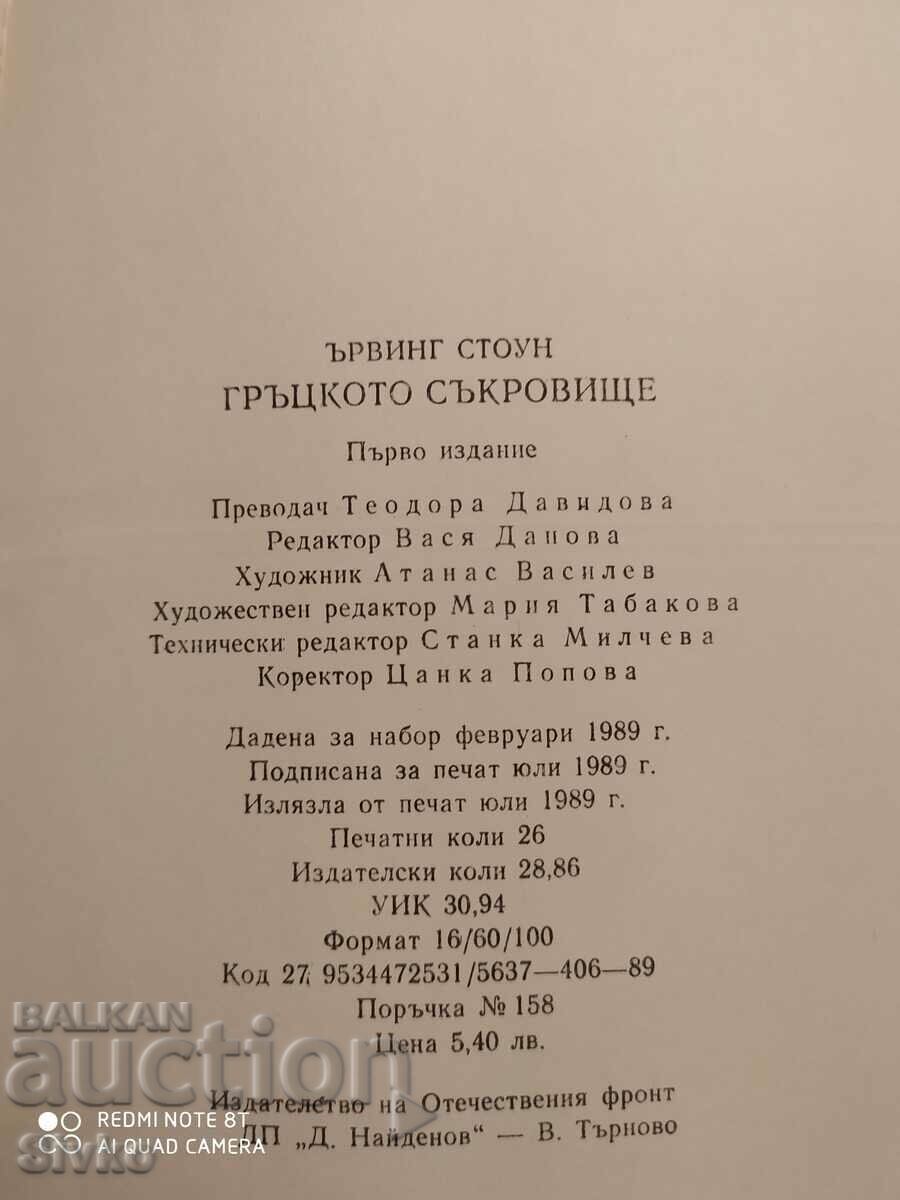 ЪРВИНГ СТОУН
ГРЪЦКОТО СЪКРОВИЩЕ
Първо издание
Преводач Теодора Давидова
Редактор Вася Данова
Художник Атанас Василев
Художествен редактор Мария Табакова
Технически редактор Станка Милчева
Коректор Цанка Попова
Дадена за набор февруари 1989 г.
Подписана за печат юли 1989 г.
Излязла от печат юли 1989 г.
Печатни коли 26
Издателски коли 28,86
УИК 30,94
Формат 16/60/100
Код 27, 9534472531/5637—406—89
Поръчка № 158
Цена 5,40 лв.
Издателство на Отечествения фронт
ДП „Д. Найденов“ — В. Търново
BALKAN
auction
REDMI NOTE 8T
AI QUAD CAMERA
Sivko